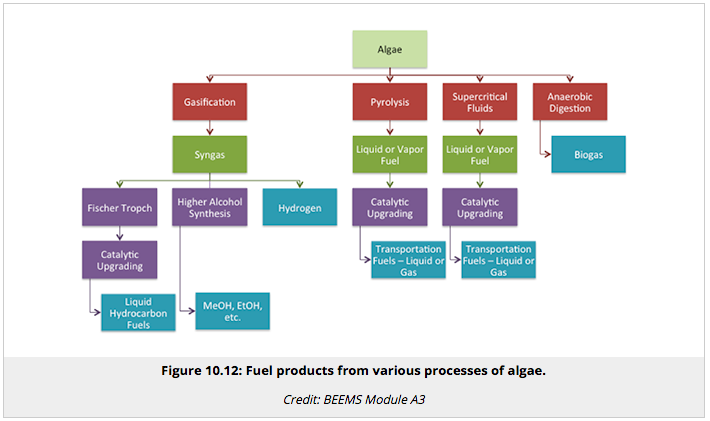 Algae
Gasification
Pyrolysis
Supercritical
Fluids
Anaerobic
Digestion
Syngas
Liquid or Vapor
Fuel
Liquid or Vapor
Fuel
Biogas
Fischer Tropch
Higher Alcohol
Synthesis
Hydrogen
Catalytic
Upgrading
Catalytic
Upgrading
Catalytic
Upgrading
Transportation
Fuels – Liquid or
Gas
Transportation
Fuels – Liquid or
Gas
Liquid
Hydrocarbon
Fuels
MeOH, EtOH,
etc.
Figure 10.12: Fuel products from various processes of algae.
Credit: BEEMS Module A3